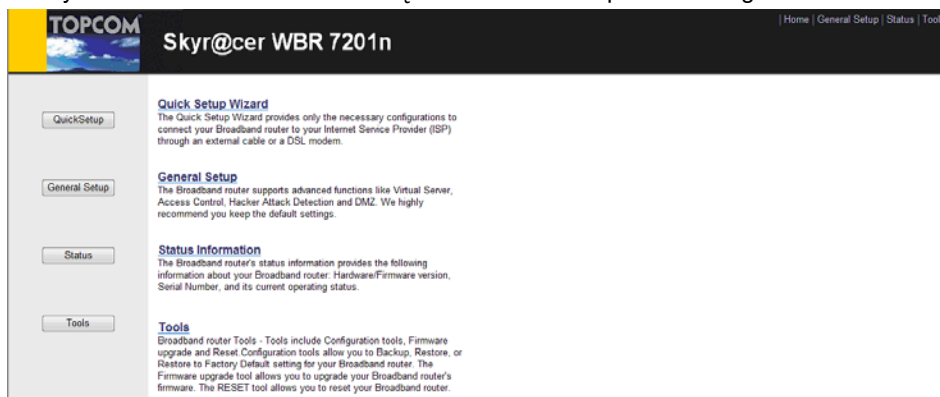 TOPCOM
| Home | General Setup | Status | Tool
Skyr@cer WBR 7201n
QuickSetup
Quick Setup Wizard
The Quick Setup Wizard provides only the necessary configurations to
connect your Broadband router to your Internet Service Provider (ISP)
through an external cable or a DSL modem.
General Setup
General Setup
The Broadband router supports advanced functions like Virtual Server,
Access Control, Hacker Attack Detection and DMZ. We highly
recommend you keep the default settings.
Status
Status Information
The Broadband router's status information provides the following
information about your Broadband router: Hardware/Firmware version,
Serial Number, and its current operating status.
Tools
Tools
Broadband router Tools - Tools include Configuration tools, Firmware
upgrade and Reset.Configuration tools allow you to Backup, Restore, or
Restore to Factory Default setting for your Broadband router. The
Firmware upgrade tool allows you to upgrade your Broadband router's
firmware. The RESET tool allows you to reset your Broadband router.